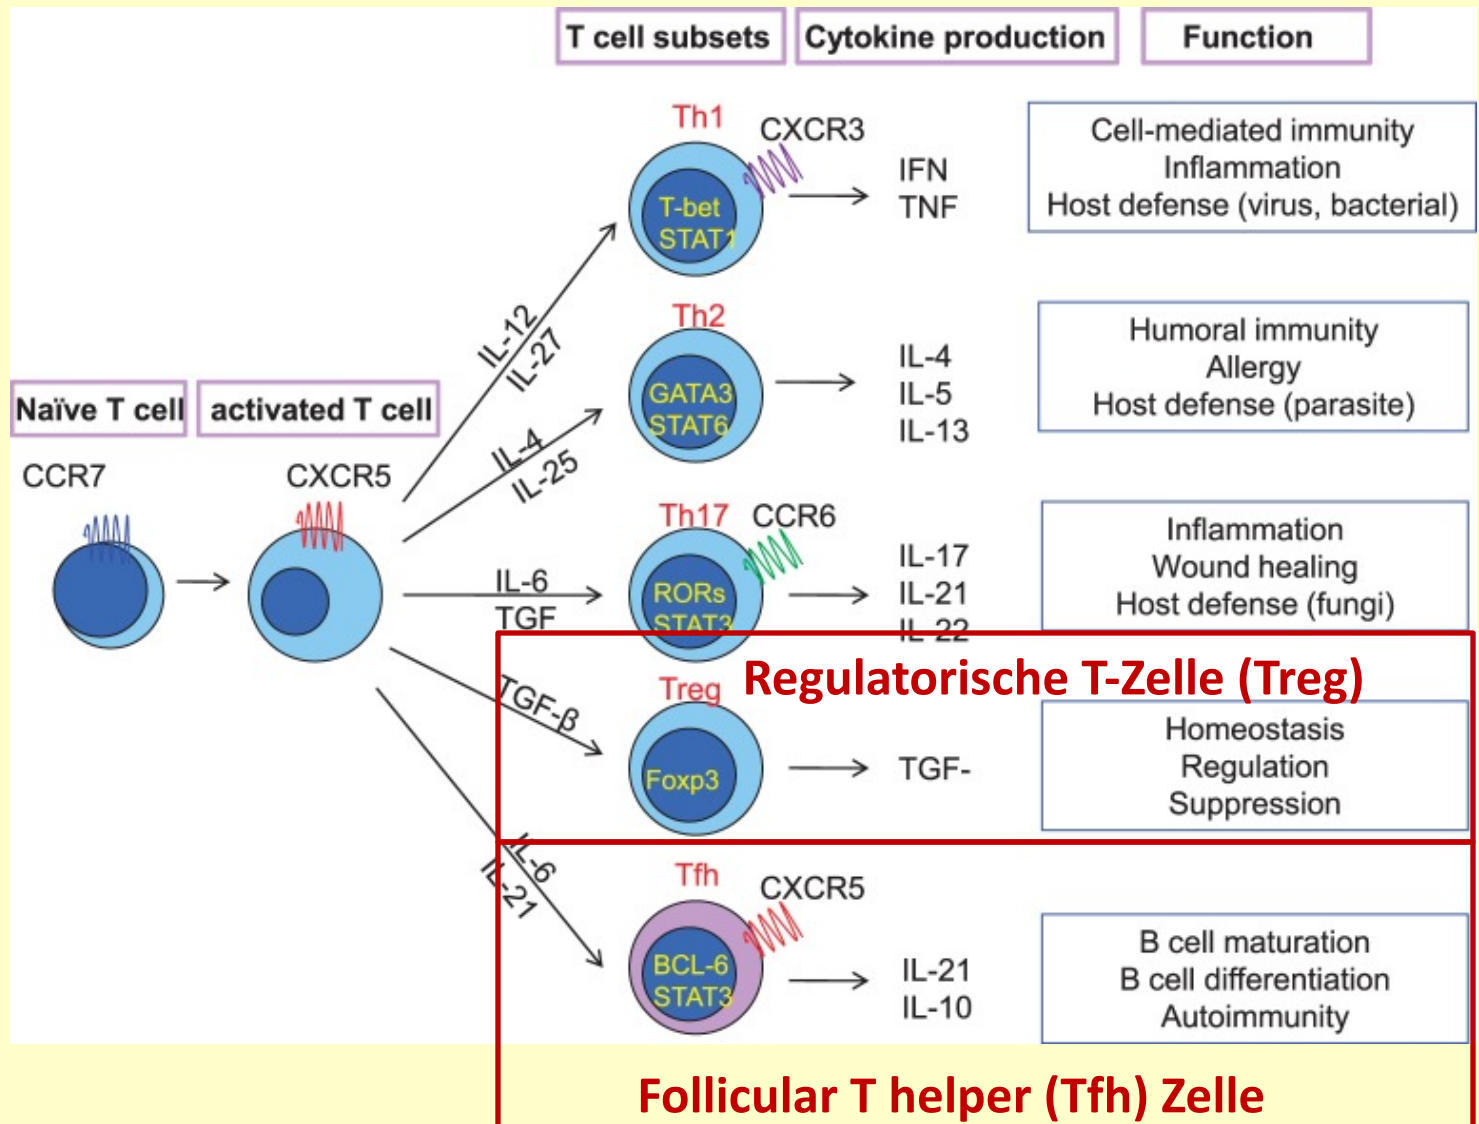 T cell subsets
Cytokine production
Function
Naïve T cell
activated T cell
CCR7
CXCR5
IL-12
IL-27
Th1
CXCR3
T-bet
STAT1
IFN
TNF
Cell-mediated immunity
Inflammation
Host defense (virus, bacterial)
IL-4
IL-25
Th2
GATA3
STAT6
IL-4
IL-5
IL-13
Humoral immunity
Allergy
Host defense (parasite)
IL-6
TGF
Th17
CCR6
RORs
STAT3
IL-17
IL-21
IL-22
Inflammation
Wound healing
Host defense (fungi)
Regulatorische T-Zelle (Treg)
TGF-β
Treg
Foxp3
TGF-
Homeostasis
Regulation
Suppression
IL-6
IL-21
Tfh
CXCR5
BCL-6
STAT3
IL-21
IL-10
B cell maturation
B cell differentiation
Autoimmunity
Follicular T helper (Tfh) Zelle